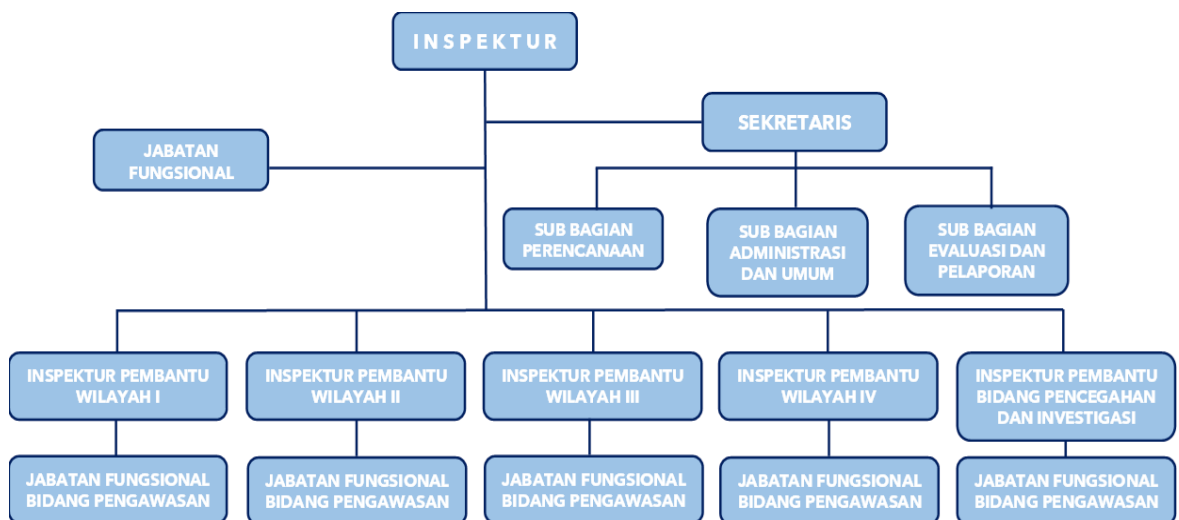 INSPEKTUR
SEKRETARIS
JABATAN
FUNGSIONAL
SUB BAGIAN
PERENCANAAN
SUB BAGIAN
ADMINISTRASI
DAN UMUM
SUB BAGIAN
EVALUASI DAN
PELAPORAN
INSPEKTUR PEMBANTU
WILAYAH I
INSPEKTUR PEMBANTU
WILAYAH II
INSPEKTUR PEMBANTU
WILAYAH III
INSPEKTUR PEMBANTU
WILAYAH IV
INSPEKTUR PEMBANTU
BIDANG PENCEGAHAN
DAN INVESTIGASI
JABATAN FUNGSIONAL
BIDANG PENGAWASAN
JABATAN FUNGSIONAL
BIDANG PENGAWASAN
JABATAN FUNGSIONAL
BIDANG PENGAWASAN
JABATAN FUNGSIONAL
BIDANG PENGAWASAN
JABATAN FUNGSIONAL
BIDANG PENGAWASAN